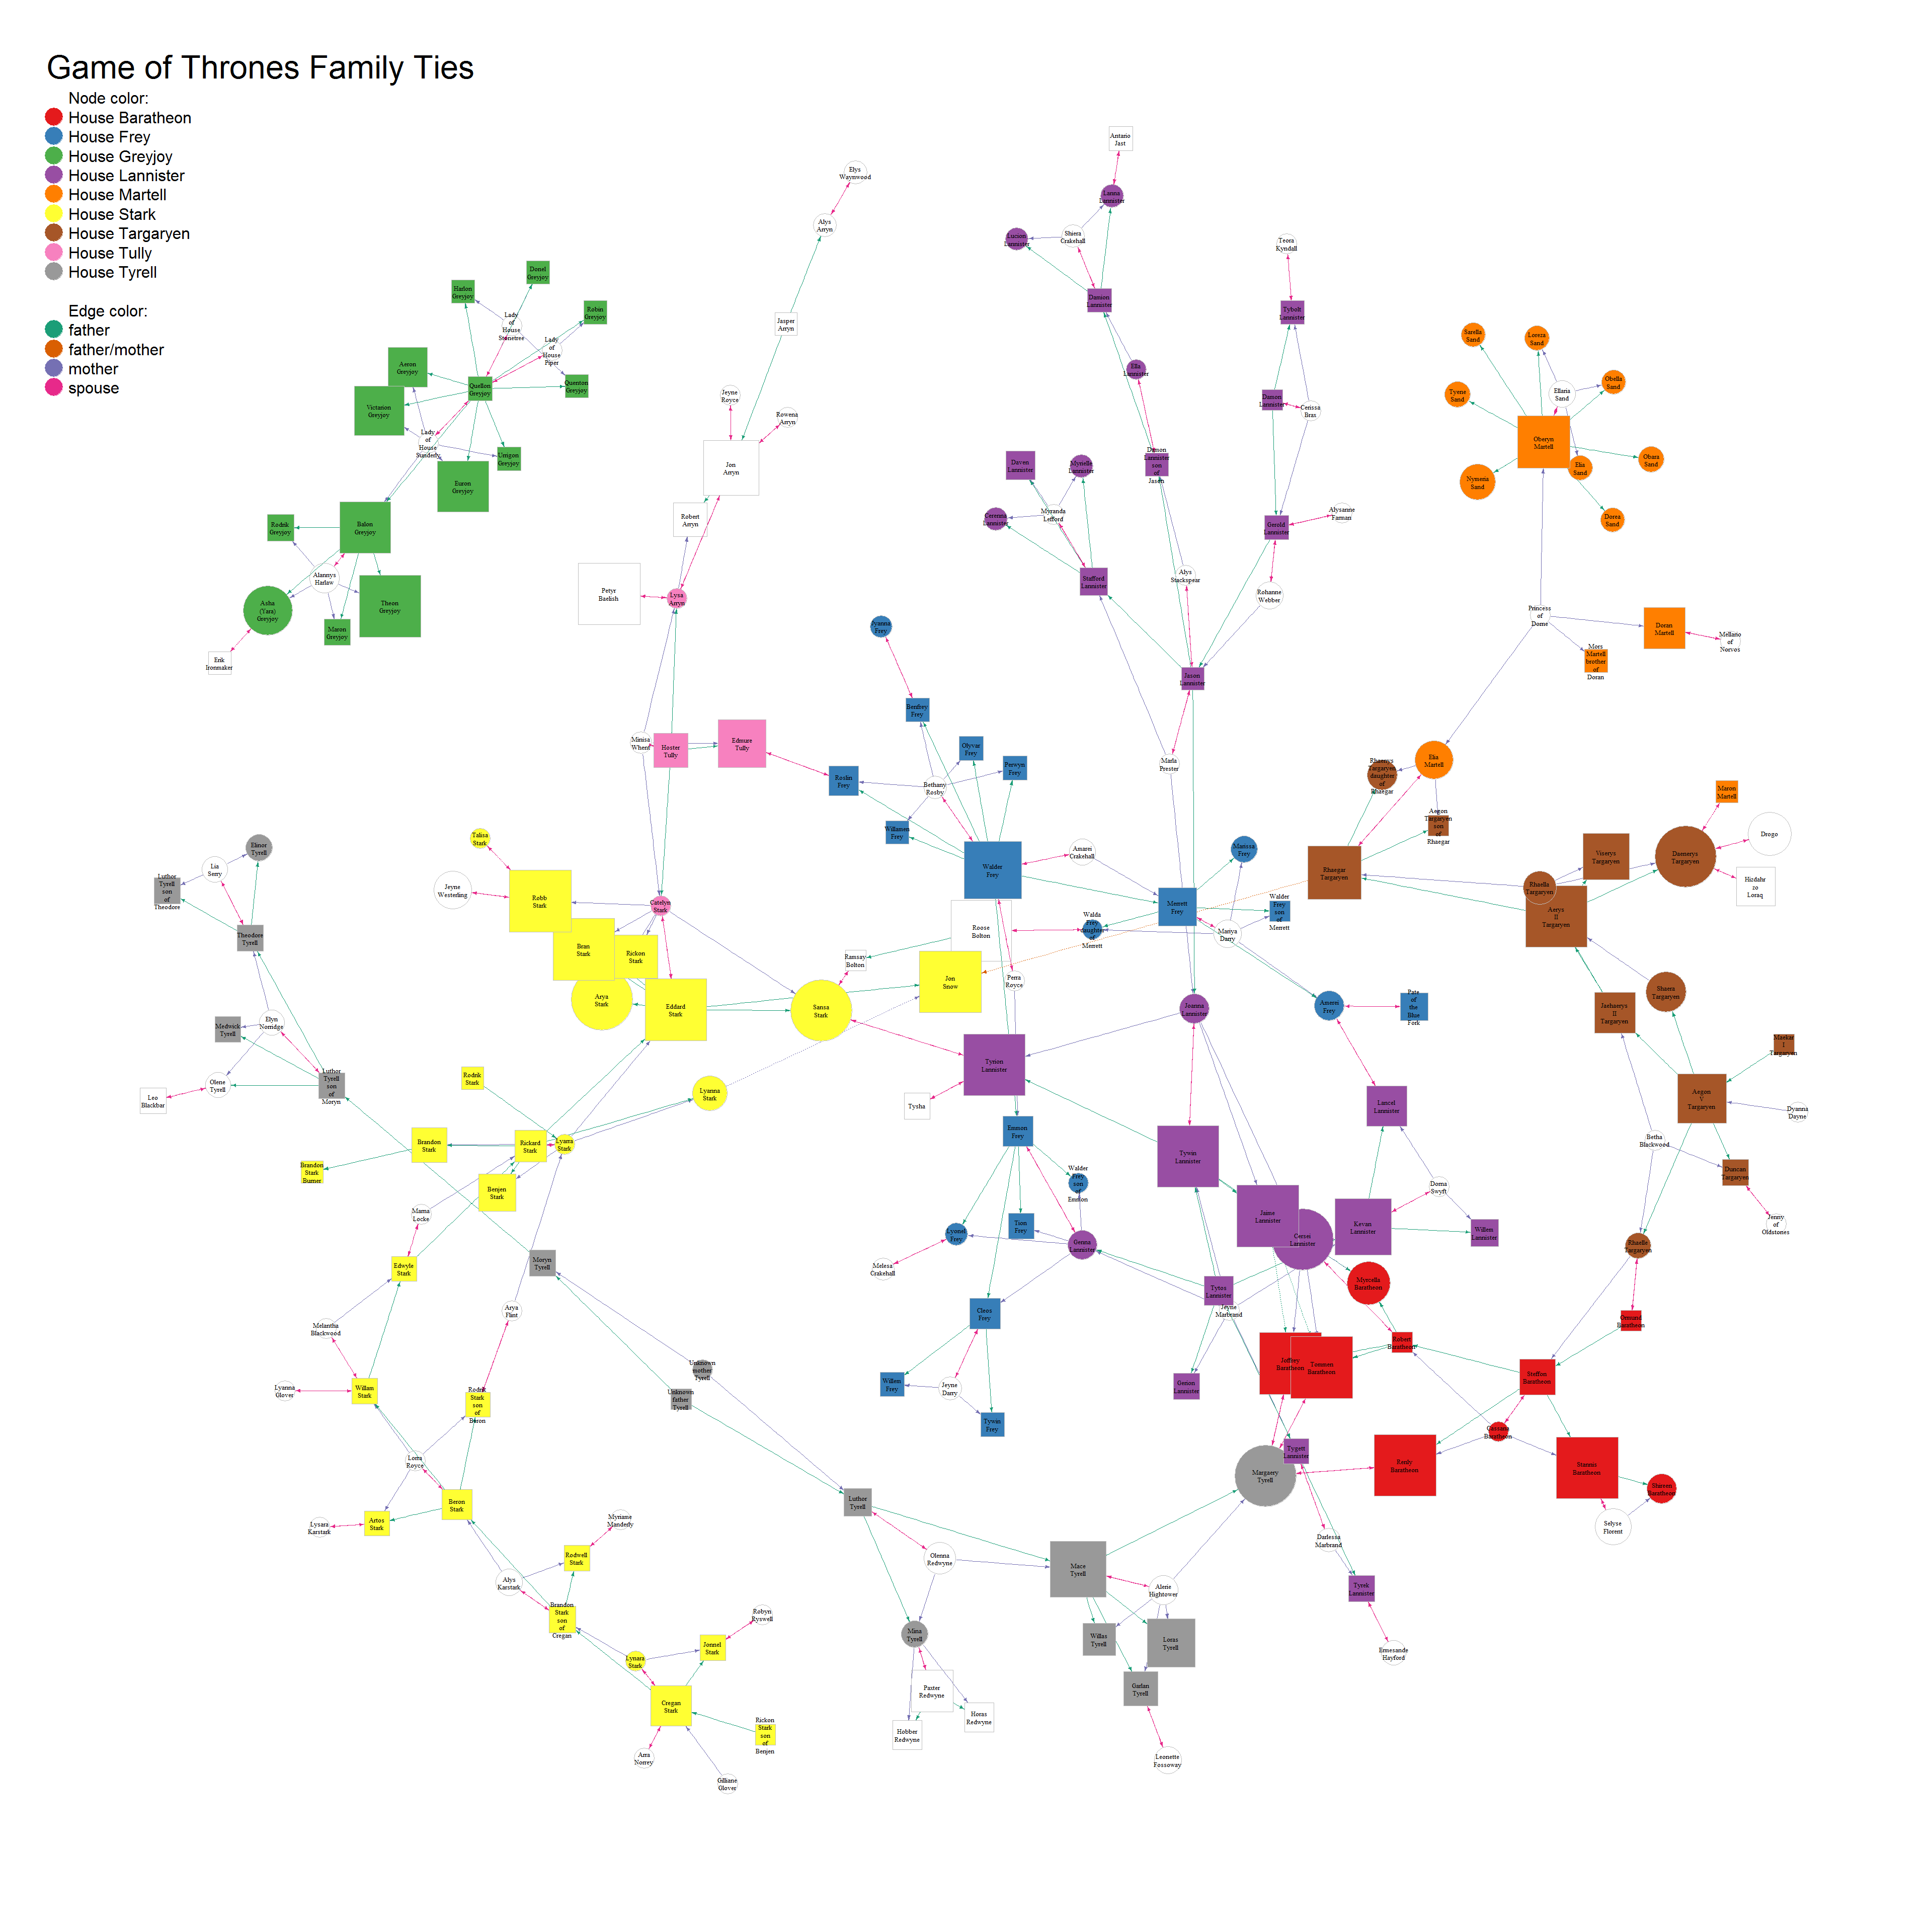 Game of Thrones Family Ties
Node color:
House Baratheon
House Frey
House Greyjoy
House Lannister
House Martell
House Stark
House Targaryen
House Tully
House Tyrell
Edge color:
father
father/mother
mother
spouse
Antario
Jast
Elys
Waynwood
Lanna
Lannister
Alys
Arryn
Shiera
Crakehall
Lucion
Lannister
Teora
Kyndall
Donel
Greyjoy
Harlon
Greyjoy
Robin
Greyjoy
Lady
of
House
Stonetree
Lady
of
House
Piper
Damion
Lannister
Tybolt
Lannister
Jasper
Arryn
Sarella
Sand
Loreza
Sand
Aeron
Greyjoy
Quellon
Greyjoy
Quenton
Greyjoy
Ella
Lannister
Obella
Sand
Tyene
Sand
Ellaria
Sand
Victarion
Greyjoy
Jeyne
Royce
Rowena
Arryn
Damon
Lannister
Cerissa
Brax
Lady
of
House
Sunderly
Urrigon
Greyjoy
Oberyn
Martell
Obara
Sand
Elia
Sand
Jon
Arryn
Daven
Lannister
Myrielle
Lannister
Damon
Lannister
son
of
Jason
Euron
Greyjoy
Nymeria
Sand
Dorea
Sand
Robert
Arryn
Cerenna
Lannister
Myranda
Lefford
Gerold
Lannister
Alysanne
Farman
Rodrik
Greyjoy
Balon
Greyjoy
Alannys
Harlaw
Petyr
Baelish
Lysa
Arryn
Stafford
Lannister
Alys
Stackspear
Rohanne
Webber
Asha
(Yara)
Greyjoy
Theon
Greyjoy
Maron
Greyjoy
Erik
Ironmaker
Jyanna
Frey
Princess
of
Dorne
Doran
Martell
Mellario
of
Norvos
Mors
Martell
brother
of
Doran
Jason
Lannister
Benfrey
Frey
Minisa
Whent
Hoster
Tully
Edmure
Tully
Olyvar
Frey
Perwyn
Frey
Marla
Prester
Roslin
Frey
Bethany
Rosby
Rhaenys
Targaryen
daughter
of
Rhaegar
Elia
Martell
Maron
Martell
Aegon
Targaryen
son
of
Rhaegar
Talisa
Stark
Willamen
Frey
Elinor
Tyrell
Lia
Serry
Luthor
Tyrell
son
of
Theodore
Jeyne
Westerling
Robb
Stark
Catelyn
Stark
Walder
Frey
Amarei
Crakehall
Marissa
Frey
Rhaegar
Targaryen
Viserys
Targaryen
Daenerys
Targaryen
Drogo
Hizdahr
zo
Loraq
Rhaella
Targaryen
Aerys
II
Targaryen
Merrett
Frey
Walder
Frey
son
of
Merrett
Walda
Frey
daughter
of
Merrett
Mariya
Darry
Roose
Bolton
Theodore
Tyrell
Bran
Stark
Rickon
Stark
Ramsay
Bolton
Jon
Snow
Perra
Royce
Arya
Stark
Eddard
Stark
Sansa
Stark
Joanna
Lannister
Amerei
Frey
Pate
of
the
Blue
Fork
Shaera
Targaryen
Jaehaerys
II
Targaryen
Maekar
I
Targaryen
Medwick
Tyrell
Elyn
Norridge
Olene
Tyrell
Luthor
Tyrell
son
of
Moryn
Leo
Blackbar
Rodrik
Stark
Lyanna
Stark
Tyrion
Lannister
Tysha
Lancel
Lannister
Aegon
V
Targaryen
Dyanna
Dayne
Betha
Blackwood
Brandon
Stark
Rickard
Stark
Lyarra
Stark
Emmon
Frey
Tywin
Lannister
Brandon
Stark
Burner
Benjen
Stark
Walder
Frey
son
of
Emmon
Dorna
Swyft
Duncan
Targaryen
Jenny
of
Oldstones
Marna
Locke
Lyonel
Frey
Tion
Frey
Genna
Lannister
Jaime
Lannister
Cersei
Lannister
Kevan
Lannister
Willem
Lannister
Rhaelle
Targaryen
Edwyle
Stark
Moryn
Tyrell
Melesa
Crakehall
Tytos
Lannister
Jeyne
Marbrand
Myrcella
Baratheon
Arya
Flint
Melantha
Blackwood
Cleos
Frey
Ormund
Baratheon
Robert
Baratheon
Unknown
mother
Tyrell
Unknown
father
Tyrell
Joffrey
Baratheon
Tommen
Baratheon
Steffon
Baratheon
Lyanna
Glover
Willam
Stark
Rodrik
Stark
son
of
Beron
Willem
Frey
Jeyne
Darry
Gerion
Lannister
Tywin
Frey
Cassana
Baratheon
Lorra
Royce
Tygett
Lannister
Margaery
Tyrell
Renly
Baratheon
Stannis
Baratheon
Shireen
Baratheon
Selyse
Florent
Beron
Stark
Artos
Stark
Lysara
Karstark
Luthor
Tyrell
Myriame
Manderly
Darlessa
Marbrand
Rodwell
Stark
Alys
Karstark
Olenna
Redwyne
Mace
Tyrell
Alerie
Hightower
Tyrek
Lannister
Brandon
Stark
son
of
Cregan
Robyn
Ryswell
Jonnel
Stark
Mina
Tyrell
Willas
Tyrell
Loras
Tyrell
Ermesande
Hayford
Lynara
Stark
Cregan
Stark
Paxter
Redwyne
Garlan
Tyrell
Horas
Redwyne
Hobber
Redwyne
Rickon
Stark
son
of
Benjen
Arra
Norrey
Gilliane
Glover
Leonette
Fossoway